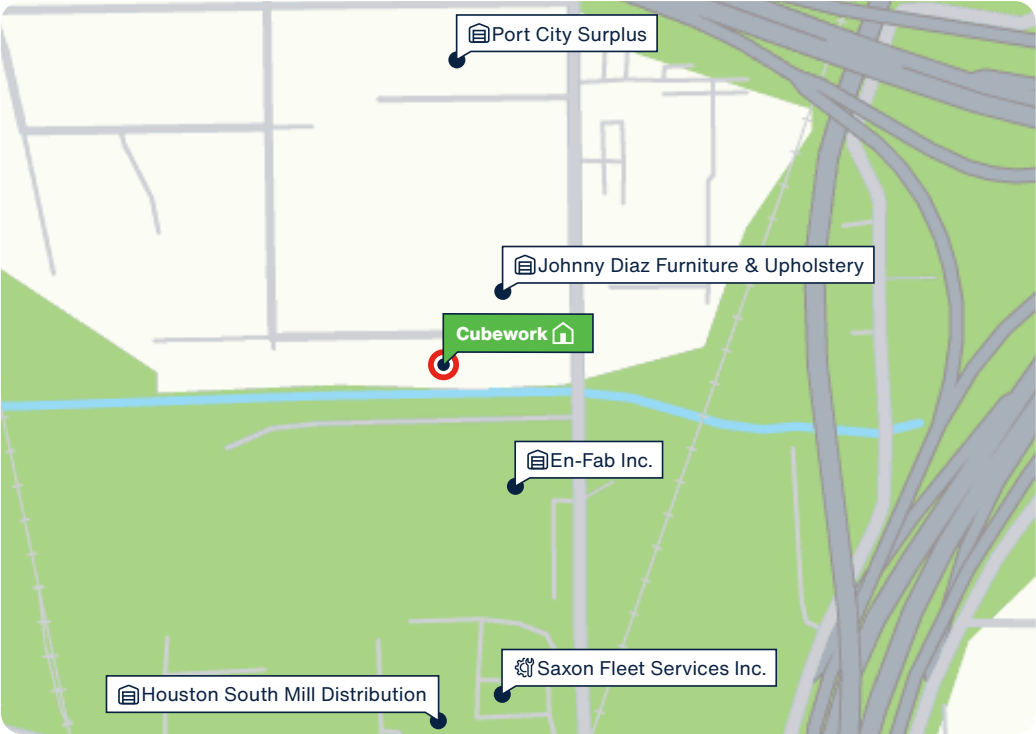 Port City Surplus
Johnny Diaz Furniture & Upholstery
Cubework
En-Fab Inc.
Saxon Fleet Services Inc.
Houston South Mill Distribution